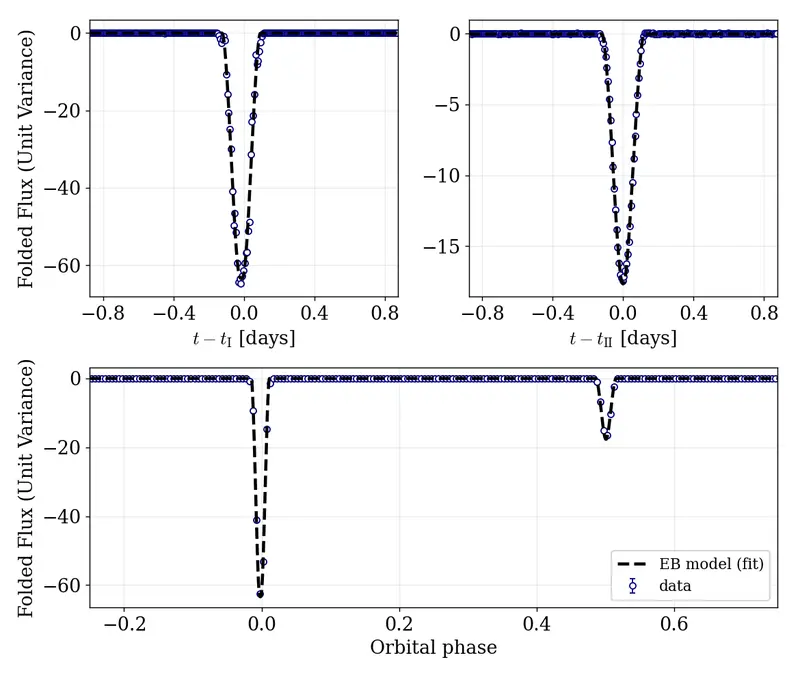 0
−20
−40
−60
Folded Flux (Unit Variance)
−0.8 −0.4 0.0 0.4 0.8
t − tI [days]
0
−5
−10
−15
−0.8 −0.4 0.0 0.4 0.8
t − tII [days]
0
−20
−40
−60
Folded Flux (Unit Variance)
EB model (fit)
data
−0.2 0.0 0.2 0.4 0.6
Orbital phase